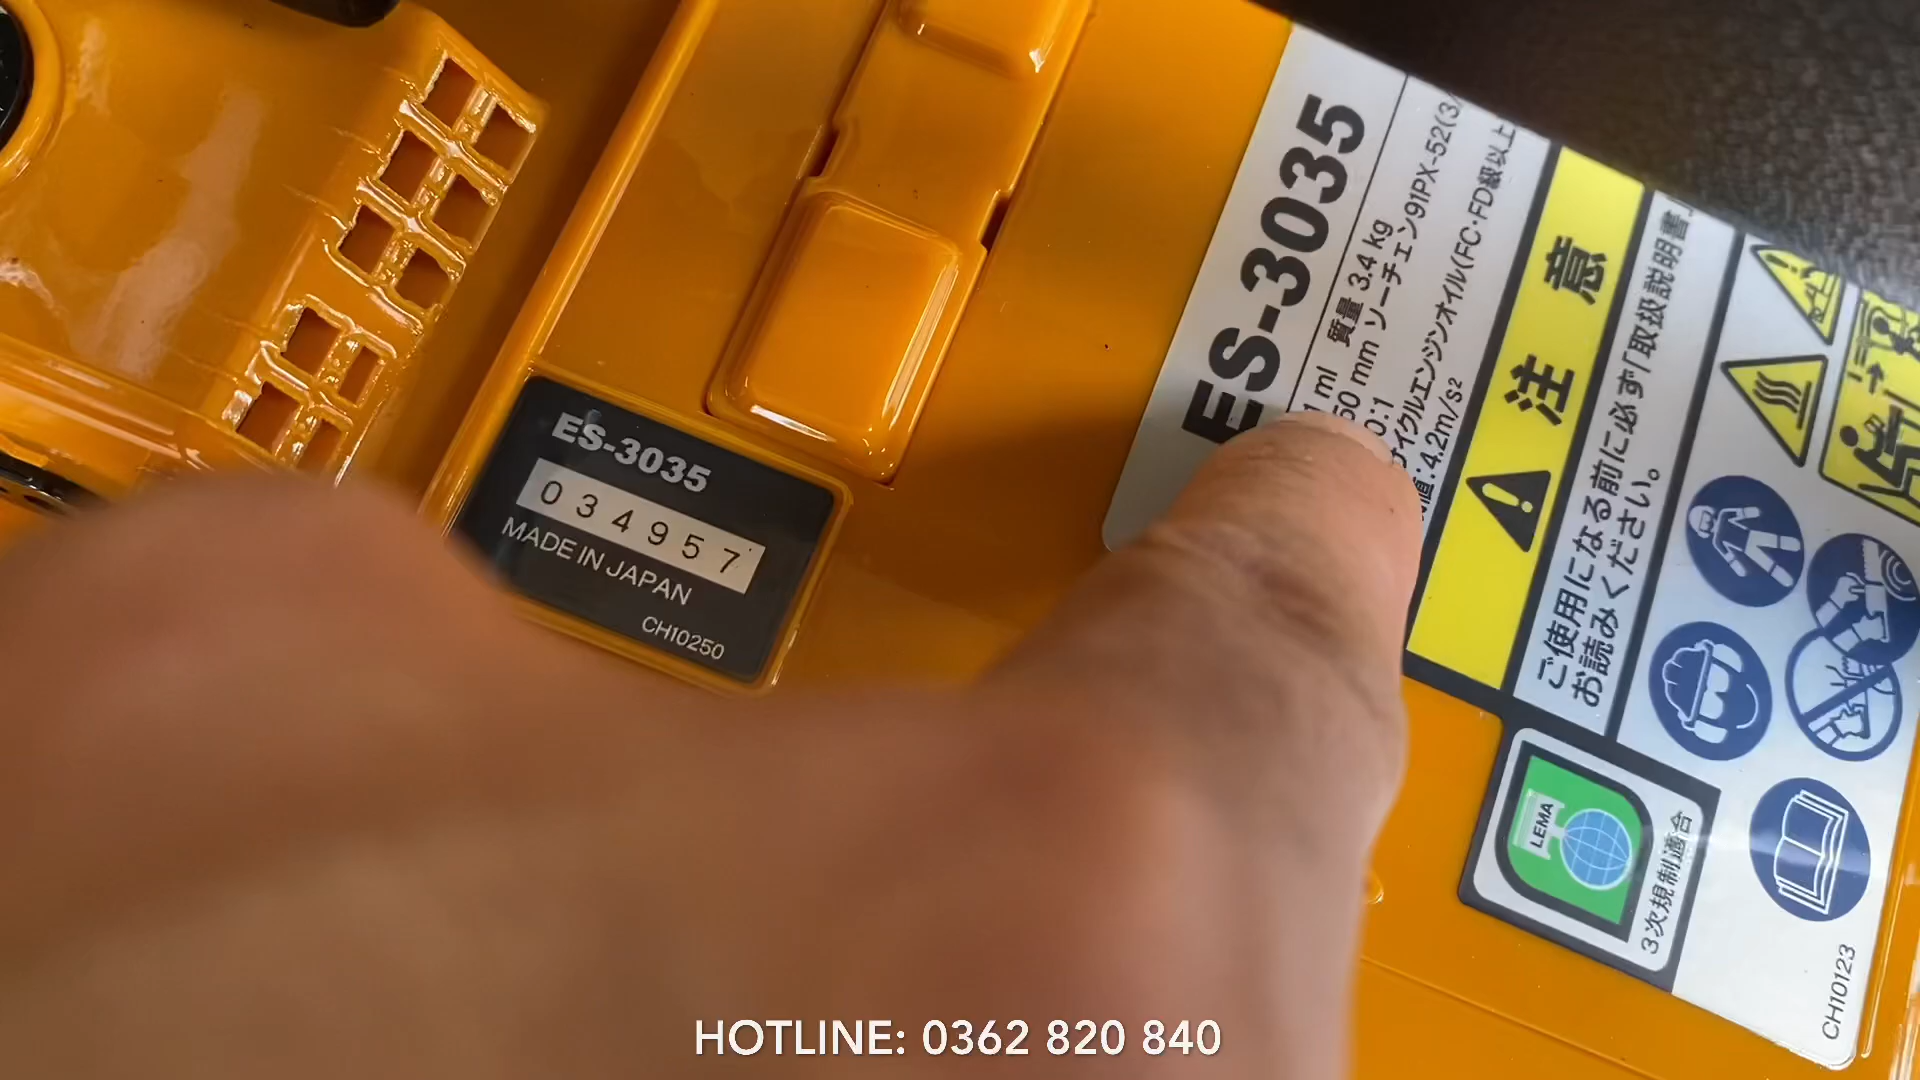 ES-3035
034957
MADE IN JAPAN
CH10250
ES-3035
ml 質量 3.4 kg
mm ソーチェン91PX-52(3/
イクルエンジンオイル(FC・FD級以上
4.2m/s²
注意
ご使用になる前に必ず「取扱説明書」
お読みください。
LEMA
3次規制適合
CH10123
HOTLINE: 0362 820 840